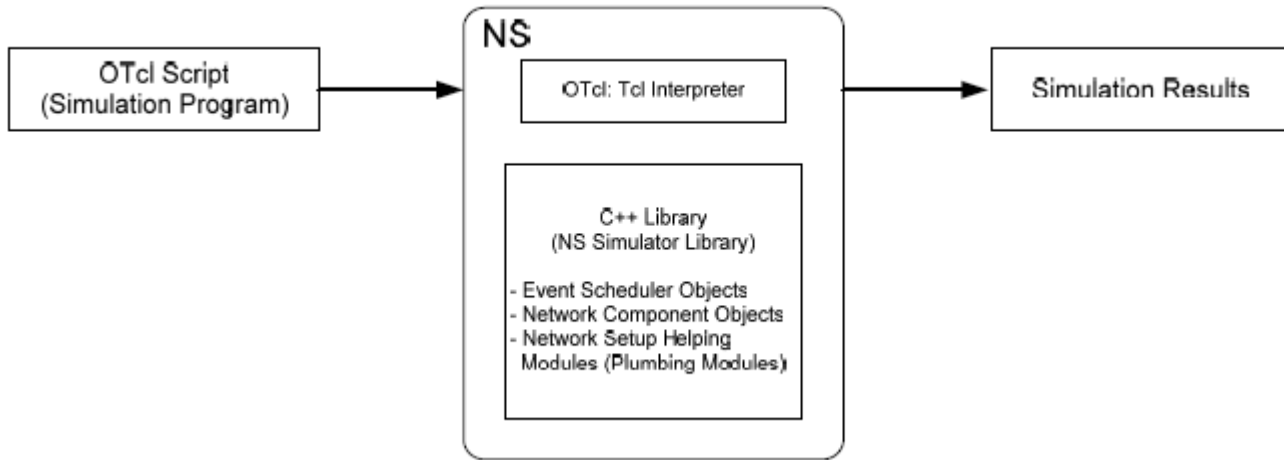 NS
OTcl Script
(Simulation Program)
OTcl: Tcl Interpreter
Simulation Results
C++ Library
(NS Simulator Library)
- Event Scheduler Objects
- Network Component Objects
- Network Setup Helping
Modules (Plumbing Modules)